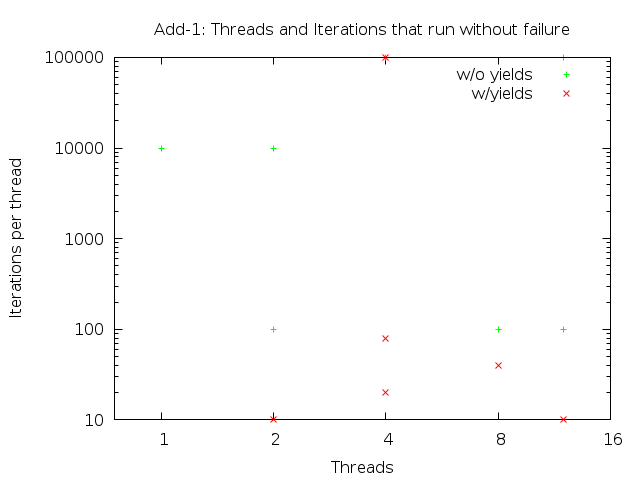 Add-1: Threads and Iterations that run without failure
100000
w/o yields
w/yields
10000
1000
100
10
Iterations per thread
1 2 4 8 16
Threads